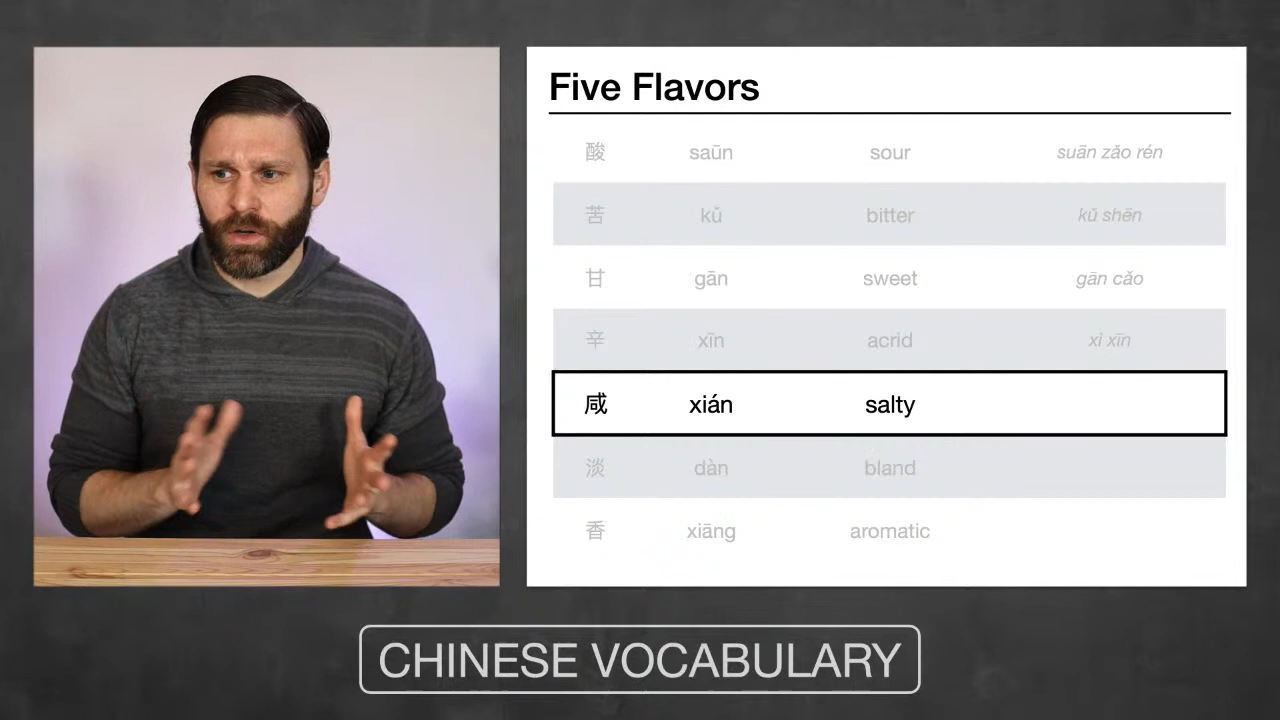 Five Flavors
酸 saūn sour suān zǎo rén
苦 kǔ bitter kǔ shēn
甘 gān sweet gān cǎo
辛 xīn acrid xì xīn
咸 xián salty
淡 dàn bland
香 xiāng aromatic
CHINESE VOCABULARY